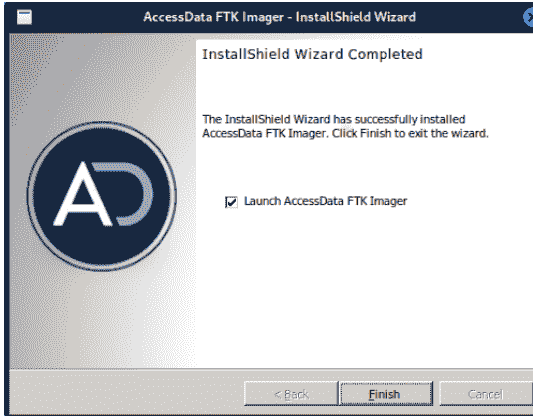 AccessData FTK Imager - InstallShield Wizard
InstallShield Wizard Completed
The InstallShield Wizard has successfully installed
AccessData FTK Imager. Click Finish to exit the wizard.
Launch AccessData FTK Imager
AD
< Back
Finish
Cancel